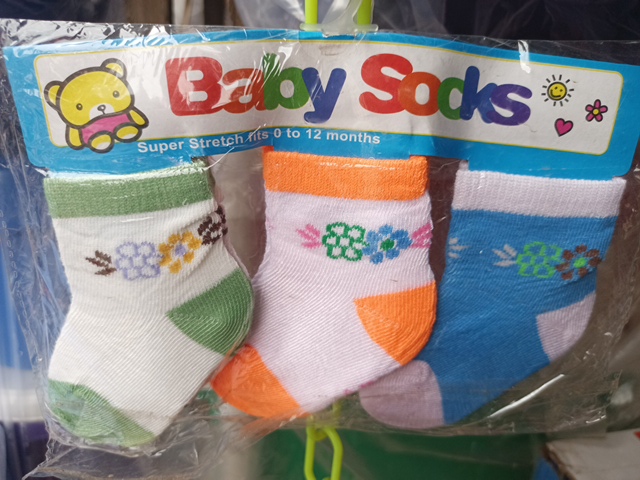 Baby Socks
Super Stretch fits 0 to 12 months